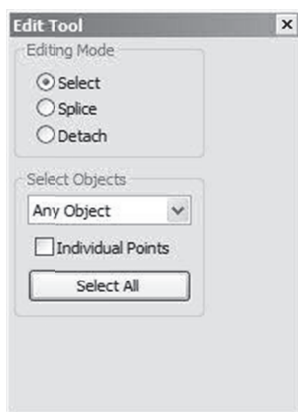 Edit Tool
Editing Mode
Select
Splice
Detach
Select Objects
Any Object
Individual Points
Select All